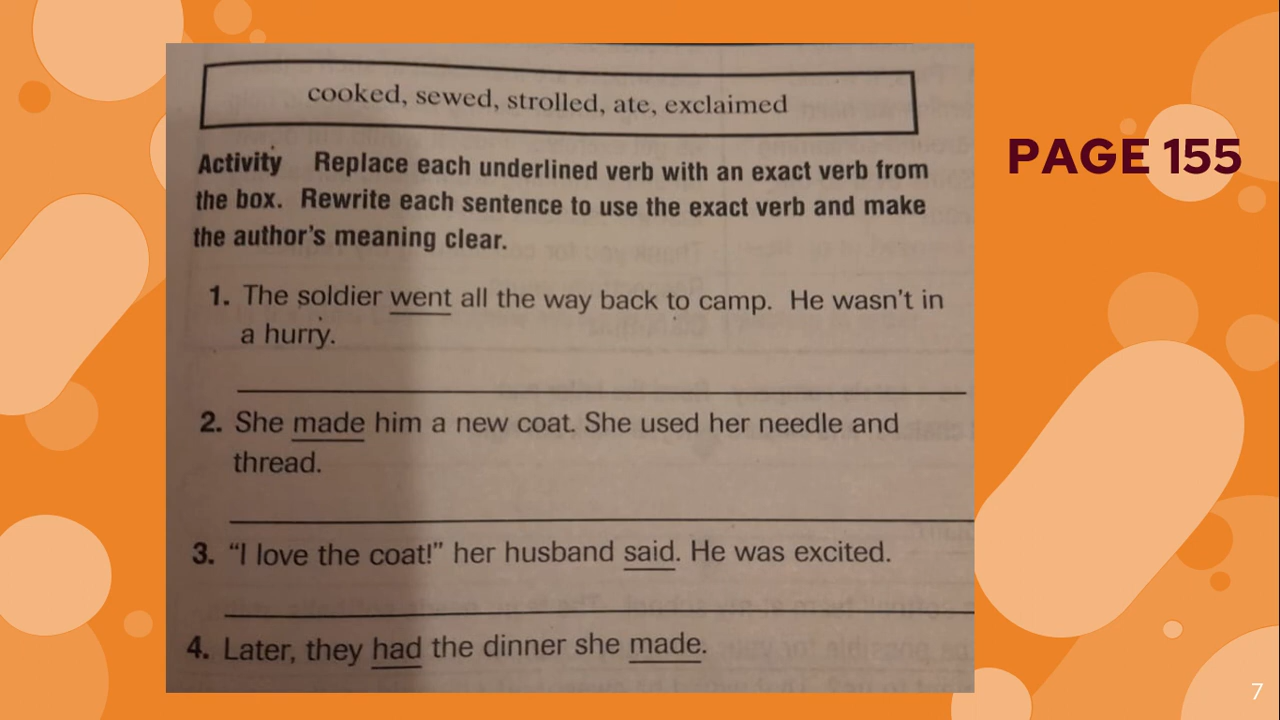 cooked, sewed, strolled, ate, exclaimed
Activity Replace each underlined verb with an exact verb from
the box. Rewrite each sentence to use the exact verb and make
the author's meaning clear.
1. The soldier went all the way back to camp. He wasn't in
a hurry.
2. She made him a new coat. She used her needle and
thread.
3. "I love the coat!" her husband said. He was excited.
4. Later, they had the dinner she made.
PAGE 155
7